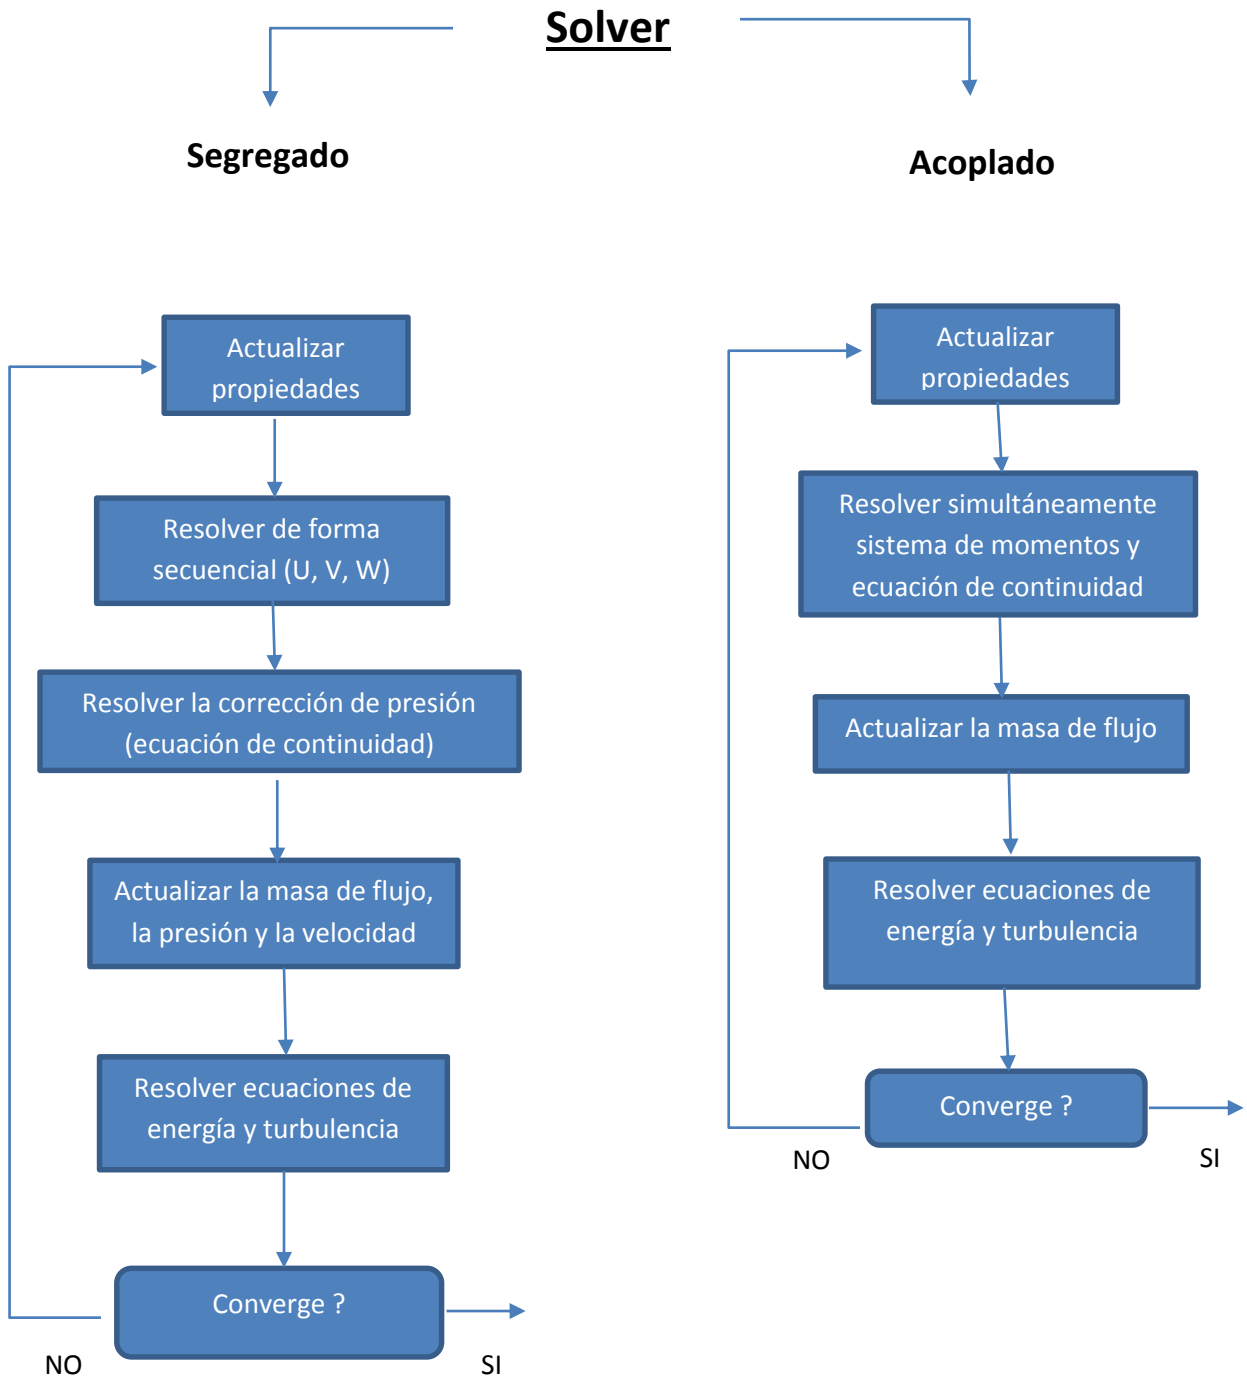 Solver
Segregado
Acoplado
Actualizar
propiedades
Resolver de forma
secuencial (U, V, W)
Resolver la corrección de presión
(ecuación de continuidad)
Actualizar la masa de flujo,
la presión y la velocidad
Resolver ecuaciones de
energía y turbulencia
Converge ?
NO
SI
Actualizar
propiedades
Resolver simultáneamente
sistema de momentos y
ecuación de continuidad
Actualizar la masa de flujo
Resolver ecuaciones de
energía y turbulencia
Converge ?
NO
SI